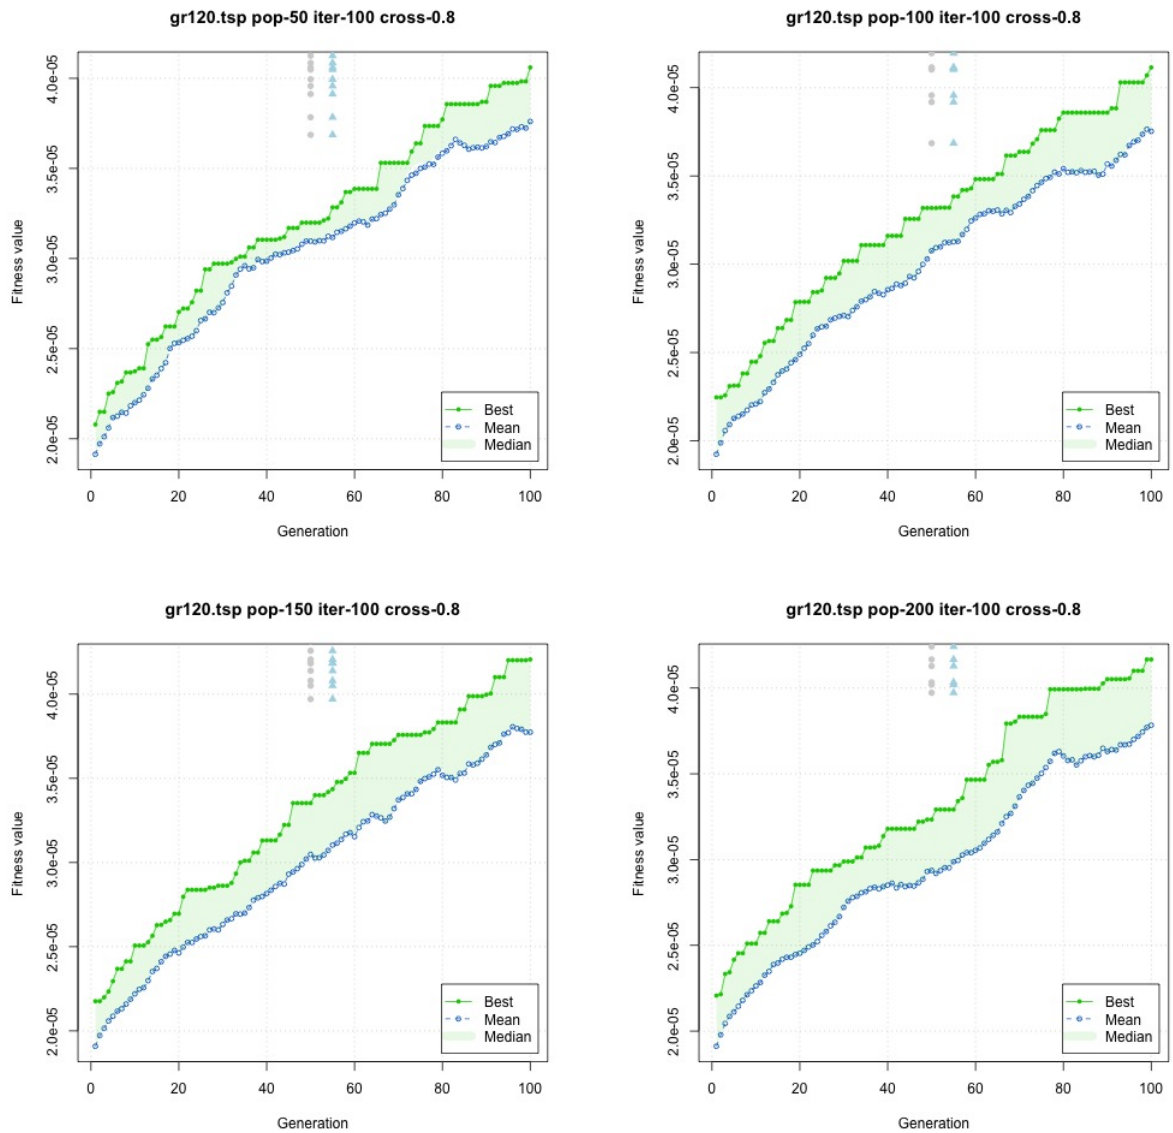 gr120.tsp pop-50 iter-100 cross-0.8
Fitness value
4.0e-05
3.5e-05
3.0e-05
2.5e-05
2.0e-05
Best
Mean
Median
0 20 40 60 80 100
Generation
gr120.tsp pop-100 iter-100 cross-0.8
Fitness value
4.0e-05
3.5e-05
3.0e-05
2.5e-05
2.0e-05
Best
Mean
Median
0 20 40 60 80 100
Generation
gr120.tsp pop-150 iter-100 cross-0.8
Fitness value
4.0e-05
3.5e-05
3.0e-05
2.5e-05
2.0e-05
Best
Mean
Median
0 20 40 60 80 100
Generation
gr120.tsp pop-200 iter-100 cross-0.8
Fitness value
4.0e-05
3.5e-05
3.0e-05
2.5e-05
2.0e-05
Best
Mean
Median
0 20 40 60 80 100
Generation